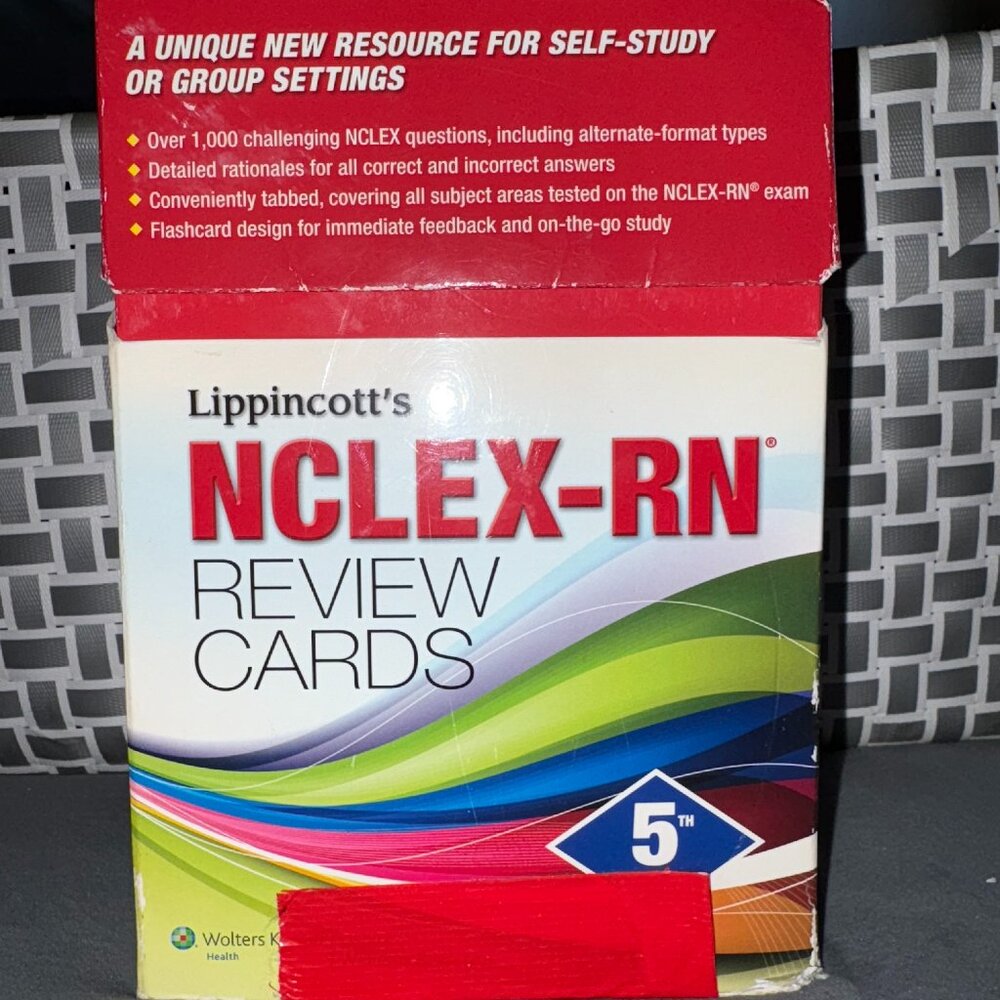 A UNIQUE NEW RESOURCE FOR SELF-STUDY
OR GROUP SETTINGS
◆ Over 1,000 challenging NCLEX questions, including alternate-format types
◆ Detailed rationales for all correct and incorrect answers
◆ Conveniently tabbed, covering all subject areas tested on the NCLEX-RN® exam
◆ Flashcard design for immediate feedback and on-the-go study
Lippincott's
NCLEX-RN®
REVIEW
CARDS
5TH
Wolters K
Health